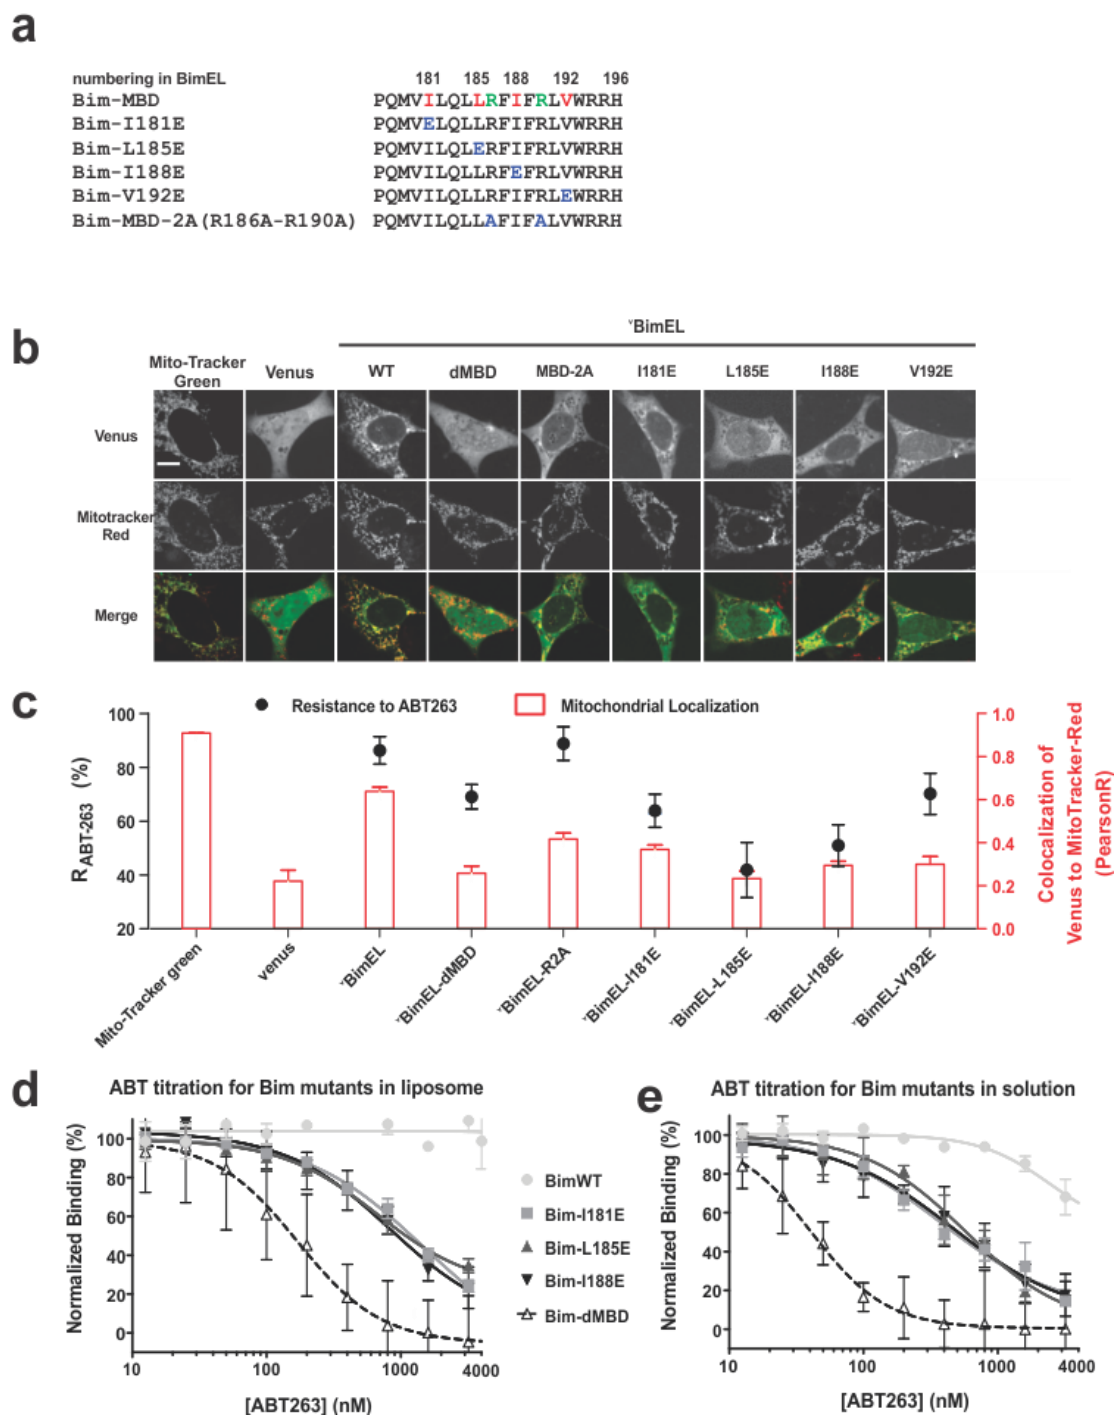 a
numbering in BimEL 181 185 188 192 196
Bim-MBD PQMVILQLLRFIFRLVWRRH
Bim-I181E PQMVELQLLRFIFRLVWRRH
Bim-L185E PQMVILQLERFIFRLVWRRH
Bim-I188E PQMVILQLLRFEFRLVWRRH
Bim-V192E PQMVILQLLRFIFRLEWRRH
Bim-MBD-2A(R186A-R190A) PQMVILQLLAFIFALVWRRH
b
vBimEL
Mito-Tracker Green Venus WT dMBD MBD-2A I181E L185E I188E V192E
Venus
Mitotracker Red
Merge
c
Resistance to ABT263 Mitochondrial Localization
RABT-263 (%)
100
80
60
40
20
1.0
0.8
0.6
0.4
0.2
0.0
Colocalization of Venus to MitoTracker-Red (PearsonR)
Mito-Tracker green
venus
vBimEL
vBimEL-dMBD
vBimEL-R2A
vBimEL-I181E
vBimEL-L185E
vBimEL-I188E
vBimEL-V192E
d
ABT titration for Bim mutants in liposome
Normalized Binding (%)
100
80
60
40
20
0
10 100 1000 4000
[ABT263] (nM)
BimWT
Bim-I181E
Bim-L185E
Bim-I188E
Bim-dMBD
e
ABT titration for Bim mutants in solution
Normalized Binding (%)
100
80
60
40
20
0
10 100 1000 4000
[ABT263] (nM)